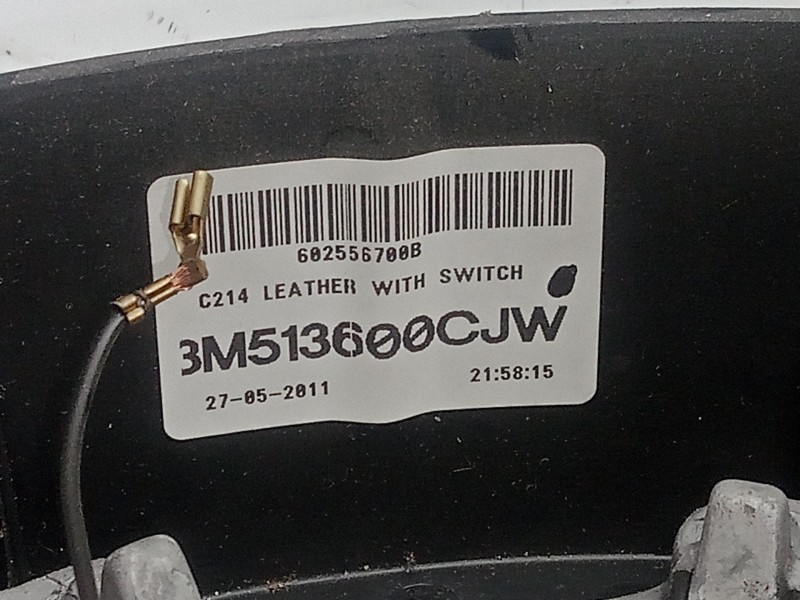 602556700B
C214 LEATHER WITH SWITCH
3M513600CJW
27-05-2011 21:58:15